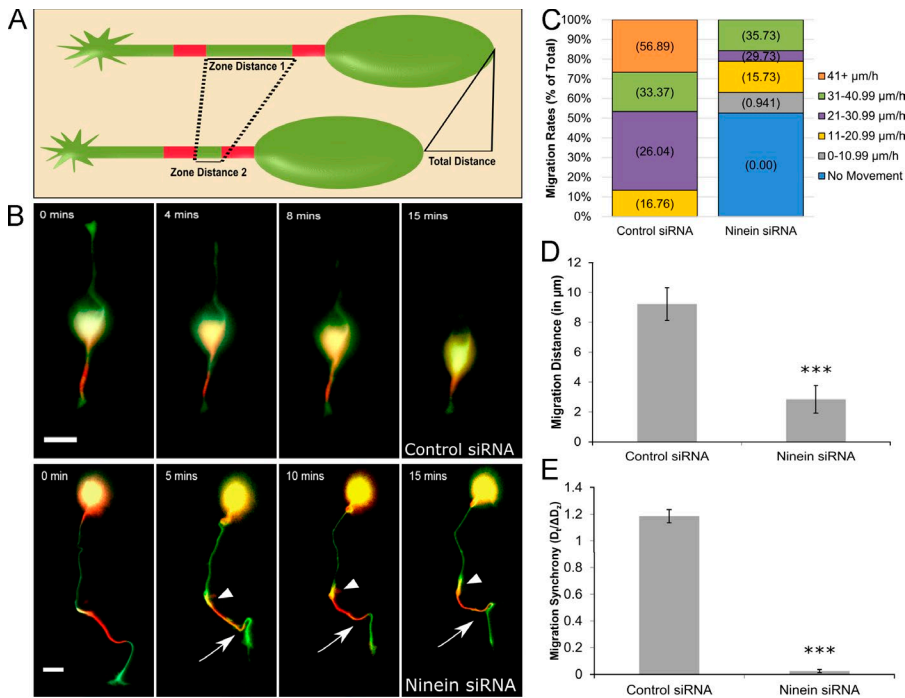 A
Zone Distance 1
Zone Distance 2
Total Distance
B
0 mins
4 mins
8 mins
15 mins
Control siRNA
0 min
5 mins
10 mins
15 mins
Ninein siRNA
C
Migration Rates (% of Total)
100%
90%
80%
70%
60%
50%
40%
30%
20%
10%
0%
(56.89)
(33.37)
(26.04)
(16.76)
(35.73)
(29.73)
(15.73)
(0.941)
(0.00)
Control siRNA
Ninein siRNA
41+ µm/h
31-40.99 µm/h
21-30.99 µm/h
11-20.99 µm/h
0-10.99 µm/h
No Movement
D
Migration Distance (in µm)
12
10
8
6
4
2
0
***
Control siRNA
Ninein siRNA
E
Migration Synchrony (Dₜ/ΔD₂)
1.4
1.2
1
0.8
0.6
0.4
0.2
0
***
Control siRNA
Ninein siRNA